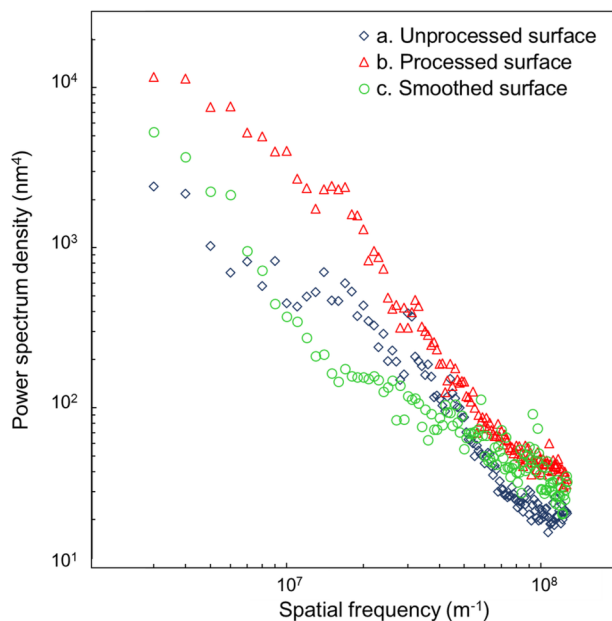 a. Unprocessed surface
b. Processed surface
c. Smoothed surface
10⁴
10³
10²
10¹
Power spectrum density (nm⁴)
10⁷
10⁸
Spatial frequency (m⁻¹)